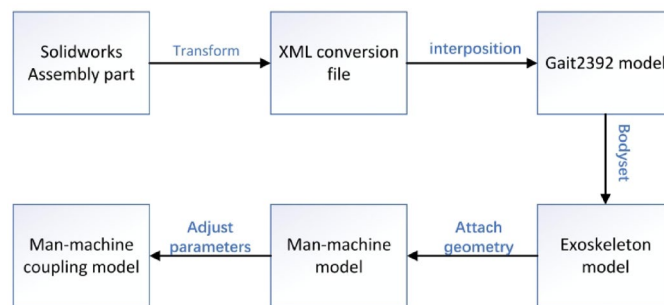 Solidworks
Assembly part
Transform
XML conversion
file
interposition
Gait2392 model
Bodyset
Exoskeleton
model
Attach
geometry
Man-machine
model
Adjust
parameters
Man-machine
coupling model